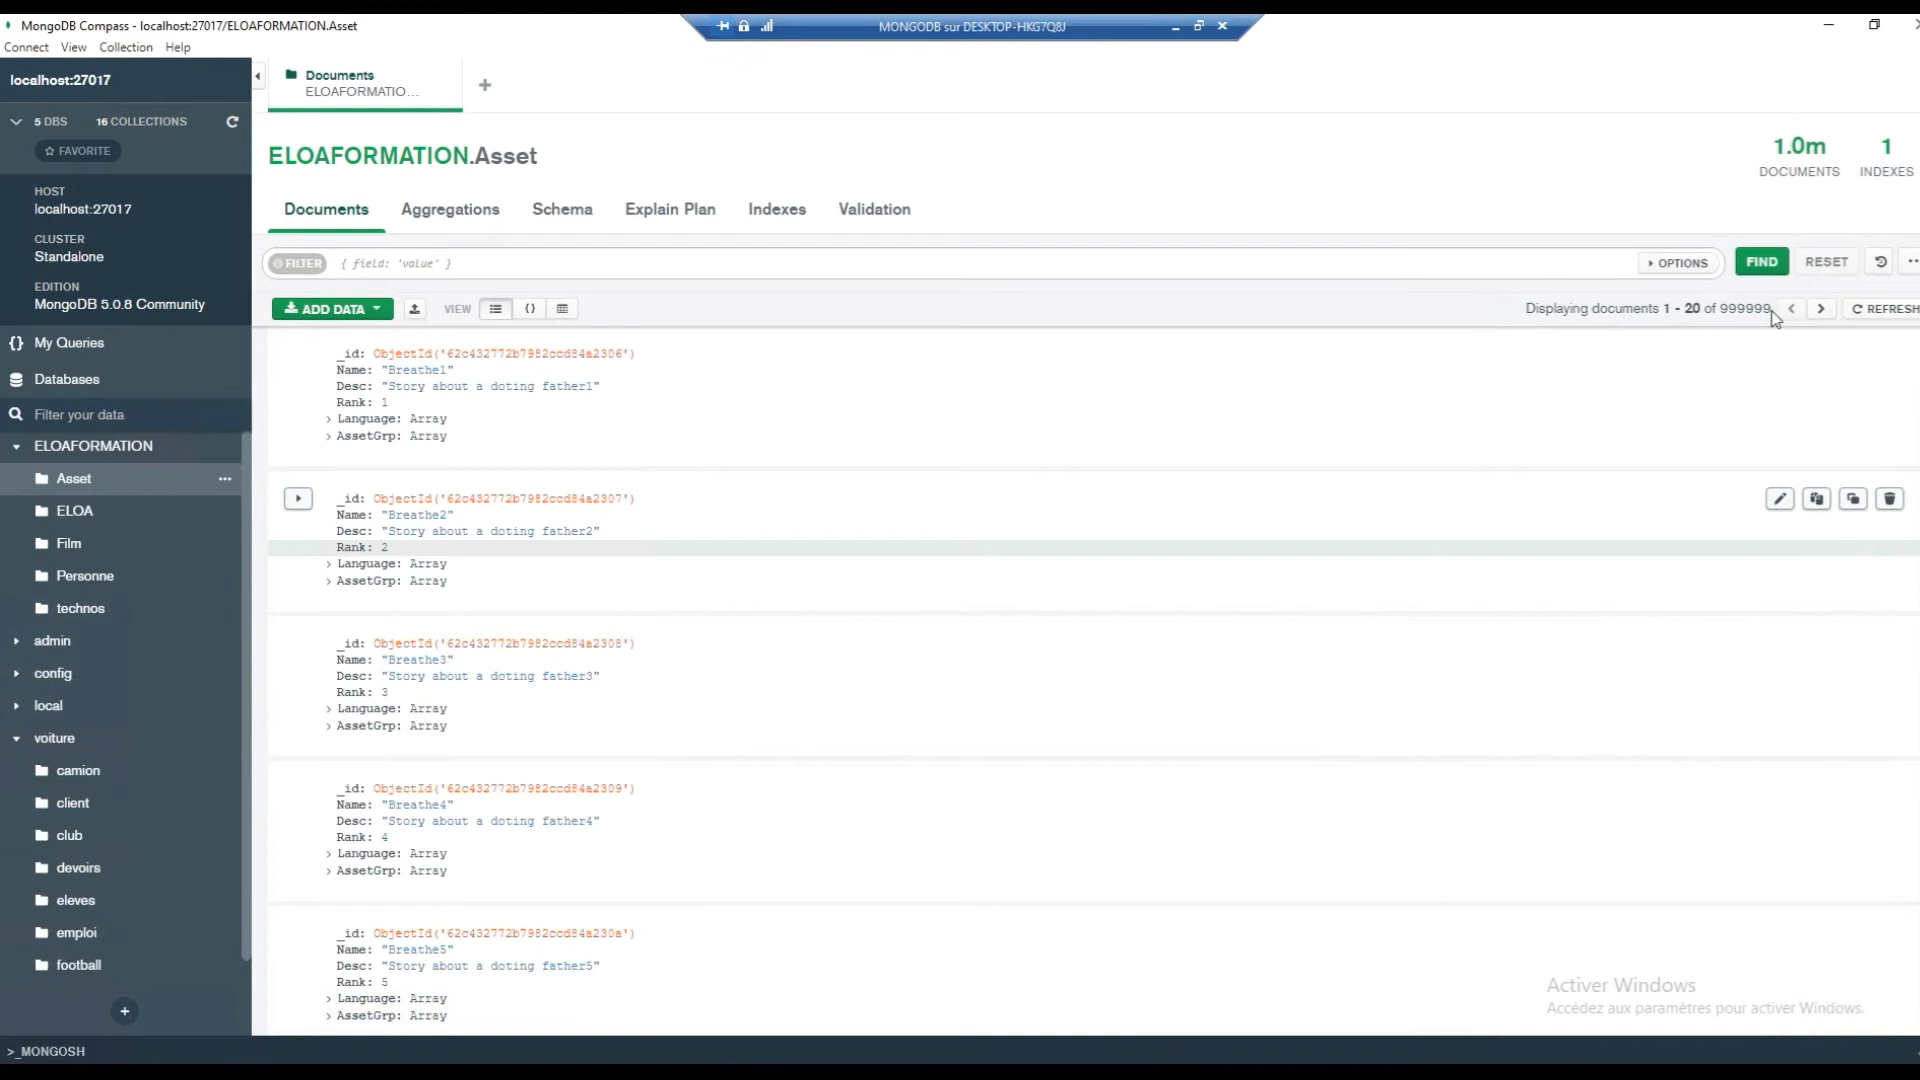 MongoDB Compass - localhost:27017/ELOAFORMATION.Asset
MONGODB sur DESKTOP-HKG7Q8J
Connect View Collection Help
localhost:27017
Documents
ELOAFORMATIO...
5 DBS 16 COLLECTIONS
FAVORITE
ELOAFORMATION.Asset
1.0m
DOCUMENTS
1
INDEXES
HOST
localhost:27017
CLUSTER
Standalone
EDITION
MongoDB 5.0.8 Community
Documents Aggregations Schema Explain Plan Indexes Validation
FILTER { field: 'value' } OPTIONS FIND RESET
ADD DATA VIEW Displaying documents 1 - 20 of 999999 REFRESH
My Queries
Databases
Filter your data
ELOAFORMATION
Asset
ELOA
Film
Personne
technos
admin
config
local
voiture
camion
client
club
devoirs
eleves
emploi
football
_id: ObjectId('62c432772b7982ccd84a2306')
Name: "Breathe1"
Desc: "Story about a doting father1"
Rank: 1
Language: Array
AssetGrp: Array
_id: ObjectId('62c432772b7982ccd84a2307')
Name: "Breathe2"
Desc: "Story about a doting father2"
Rank: 2
Language: Array
AssetGrp: Array
_id: ObjectId('62c432772b7982ccd84a2308')
Name: "Breathe3"
Desc: "Story about a doting father3"
Rank: 3
Language: Array
AssetGrp: Array
_id: ObjectId('62c432772b7982ccd84a2309')
Name: "Breathe4"
Desc: "Story about a doting father4"
Rank: 4
Language: Array
AssetGrp: Array
_id: ObjectId('62c432772b7982ccd84a230a')
Name: "Breathe5"
Desc: "Story about a doting father5"
Rank: 5
Language: Array
AssetGrp: Array
Activer Windows
Accédez aux paramètres pour activer Windows.
>_MONGOSH